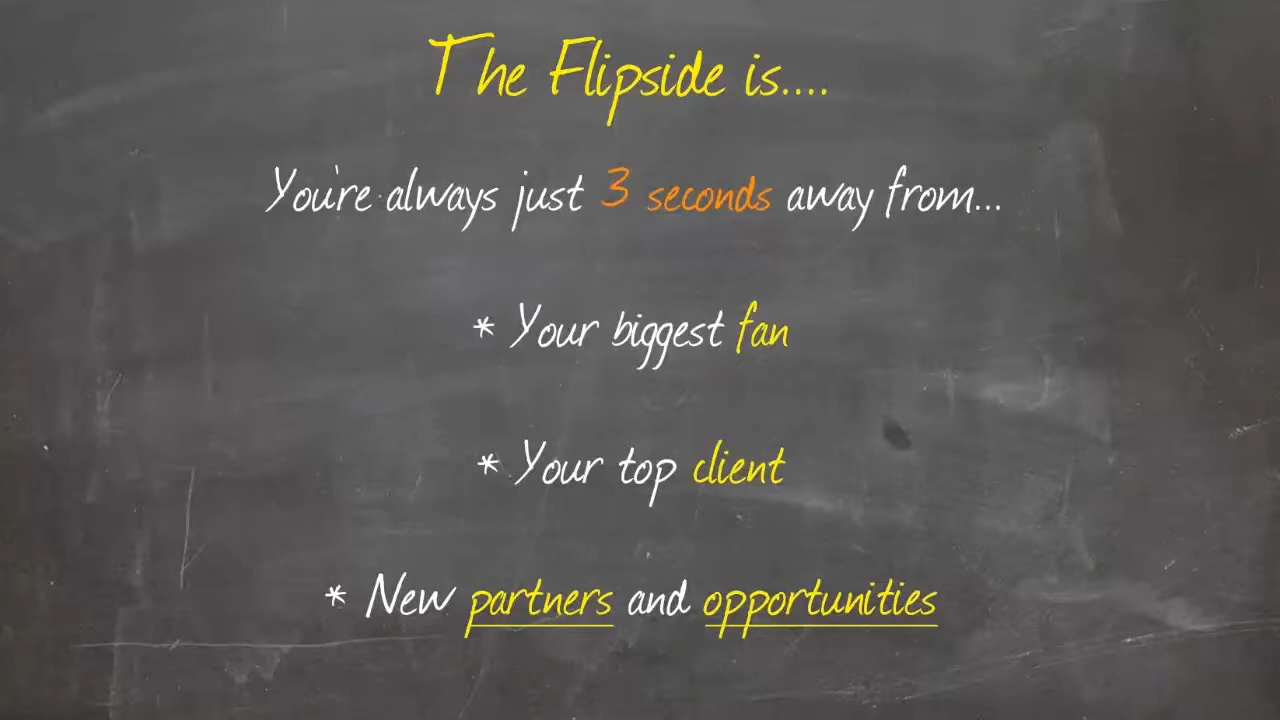 The Flipside is....
You're always just 3 seconds away from...
* Your biggest fan
* Your top client
* New partners and opportunities